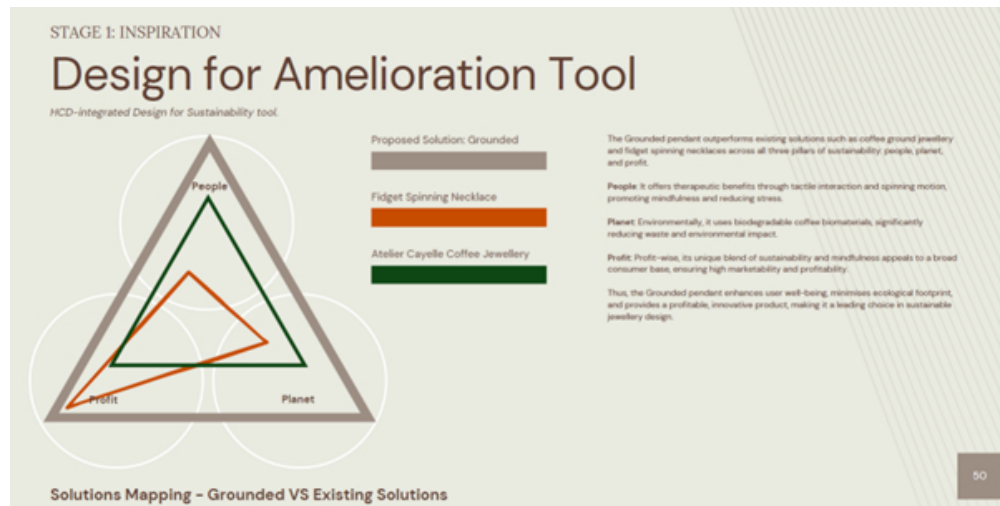 STAGE 1: INSPIRATION
Design for Amelioration Tool
HCD-integrated Design for Sustainability tool.
People
Profit
Planet
Solutions Mapping - Grounded VS Existing Solutions
Proposed Solution: Grounded
Fidget Spinning Necklace
Atelier Cayelle Coffee Jewellery
The Grounded pendant outperforms existing solutions such as coffee ground jewellery
and fidget spinning necklaces across all three pillars of sustainability: people, planet,
and profit.
People: It offers therapeutic benefits through tactile interaction and spinning motion,
promoting mindfulness and reducing stress.
Planet: Environmentally, it uses biodegradable coffee biomaterials, significantly
reducing waste and environmental impact.
Profit: Profit-wise, its unique blend of sustainability and mindfulness appeals to a broad
consumer base, ensuring high marketability and profitability.
Thus, the Grounded pendant enhances user well-being, minimises ecological footprint,
and provides a profitable, innovative product, making it a leading choice in sustainable
jewellery design.
50